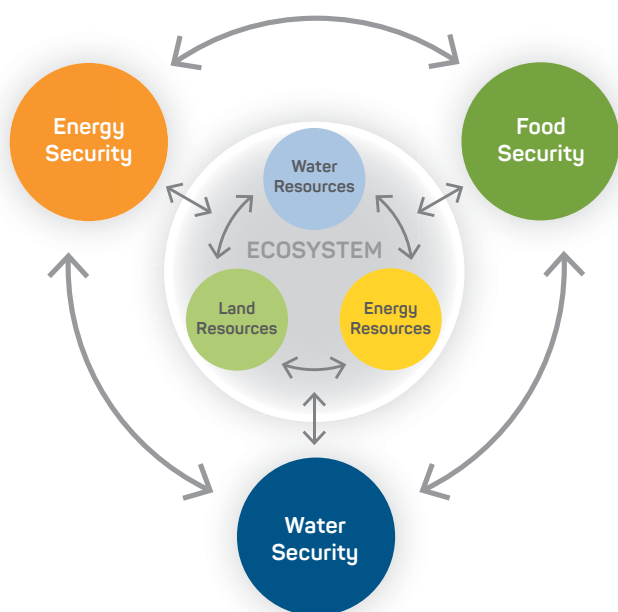 Energy
Security
Food
Security
Water
Resources
ECOSYSTEM
Land
Resources
Energy
Resources
Water
Security